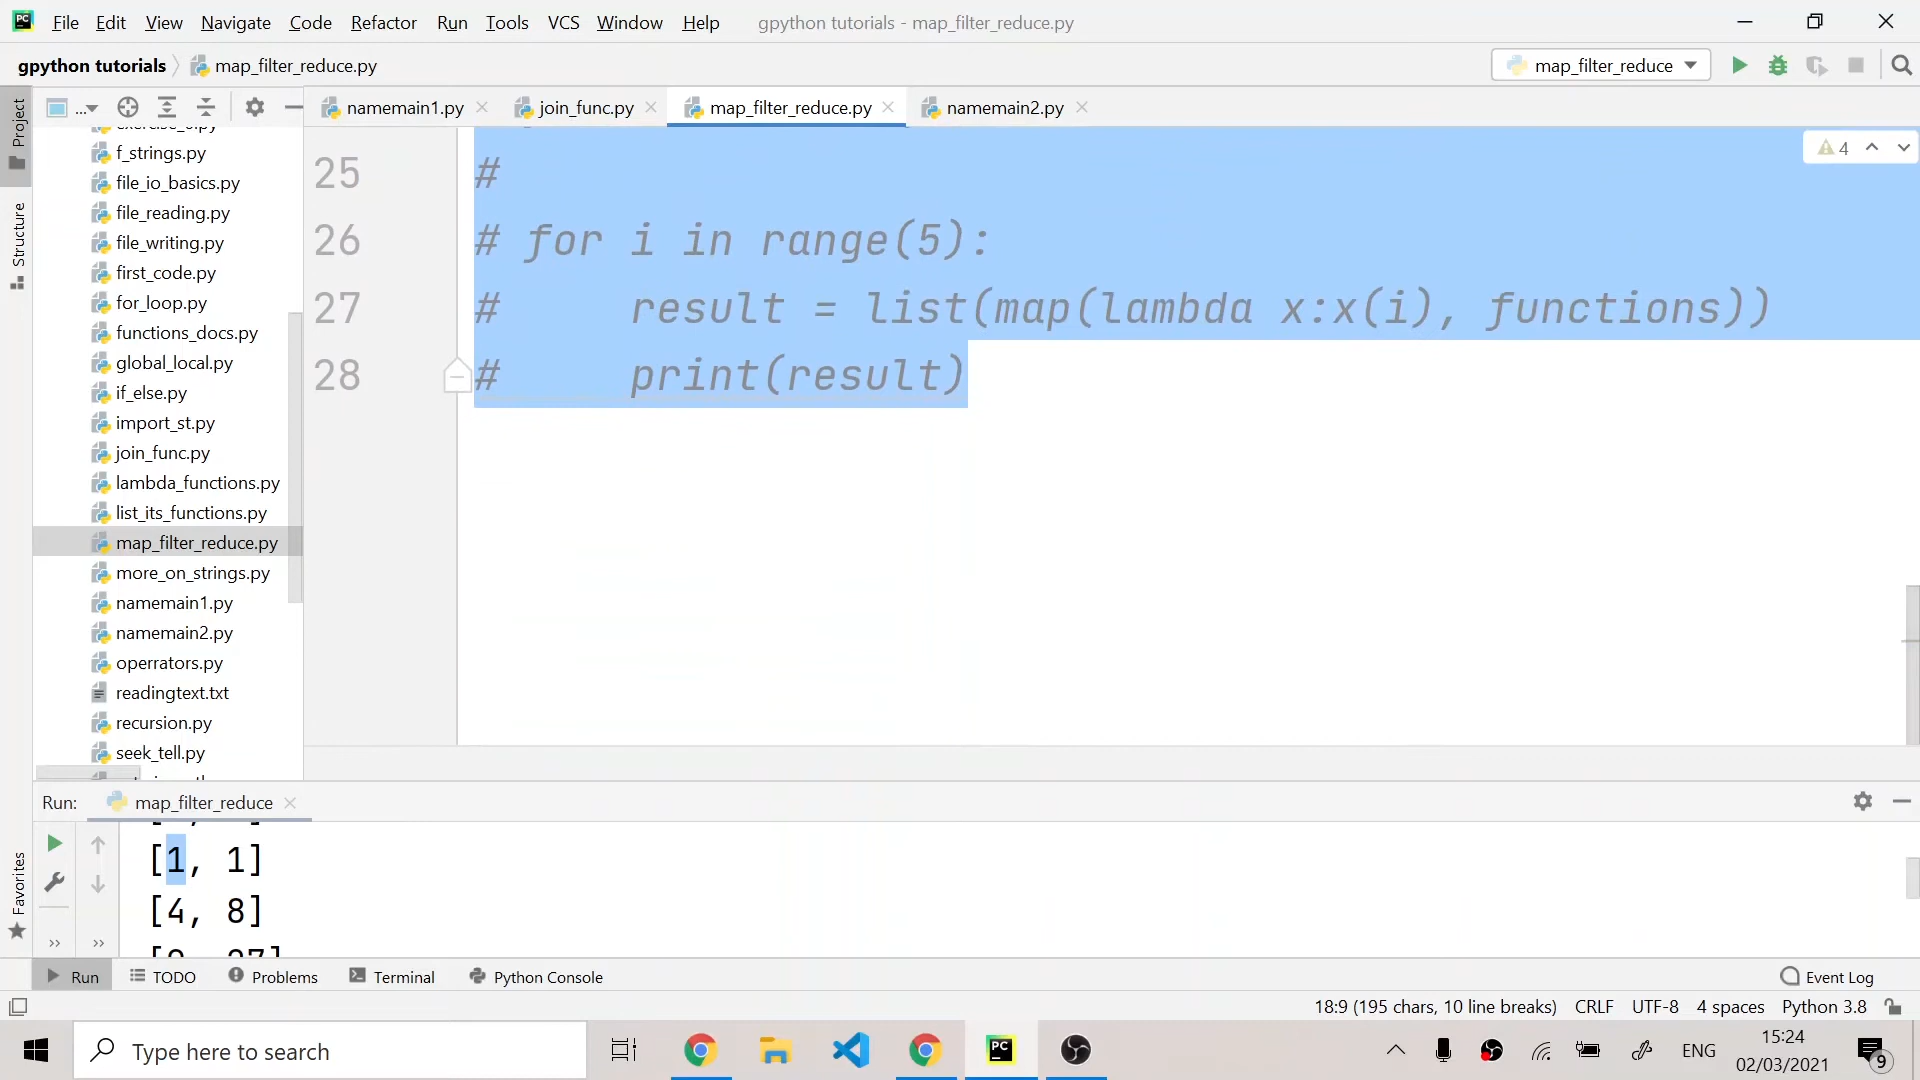 File Edit View Navigate Code Refactor Run Tools VCS Window Help gpython tutorials - map_filter_reduce.py
gpython tutorials map_filter_reduce.py map_filter_reduce
Project
Structure
Favorites
...
namemain1.py join_func.py map_filter_reduce.py namemain2.py
f_strings.py
file_io_basics.py
file_reading.py
file_writing.py
first_code.py
for_loop.py
functions_docs.py
global_local.py
if_else.py
import_st.py
join_func.py
lambda_functions.py
list_its_functions.py
map_filter_reduce.py
more_on_strings.py
namemain1.py
namemain2.py
operrators.py
readingtext.txt
recursion.py
seek_tell.py
4
25 #
26 # for i in range(5):
27 #     result = list(map(lambda x:x(i), functions))
28 #     print(result)
Run: map_filter_reduce
[1, 1]
[4, 8]
Run TODO Problems Terminal Python Console Event Log
18:9 (195 chars, 10 line breaks) CRLF UTF-8 4 spaces Python 3.8
PC
Type here to search
ENG
15:24
02/03/2021
9